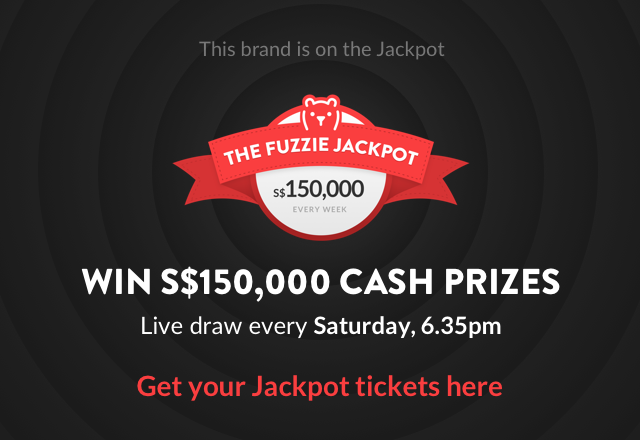 This brand is on the Jackpot
THE FUZZIE JACKPOT
S$150,000
EVERY WEEK
WIN S$150,000 CASH PRIZES
Live draw every Saturday, 6.35pm
Get your Jackpot tickets here